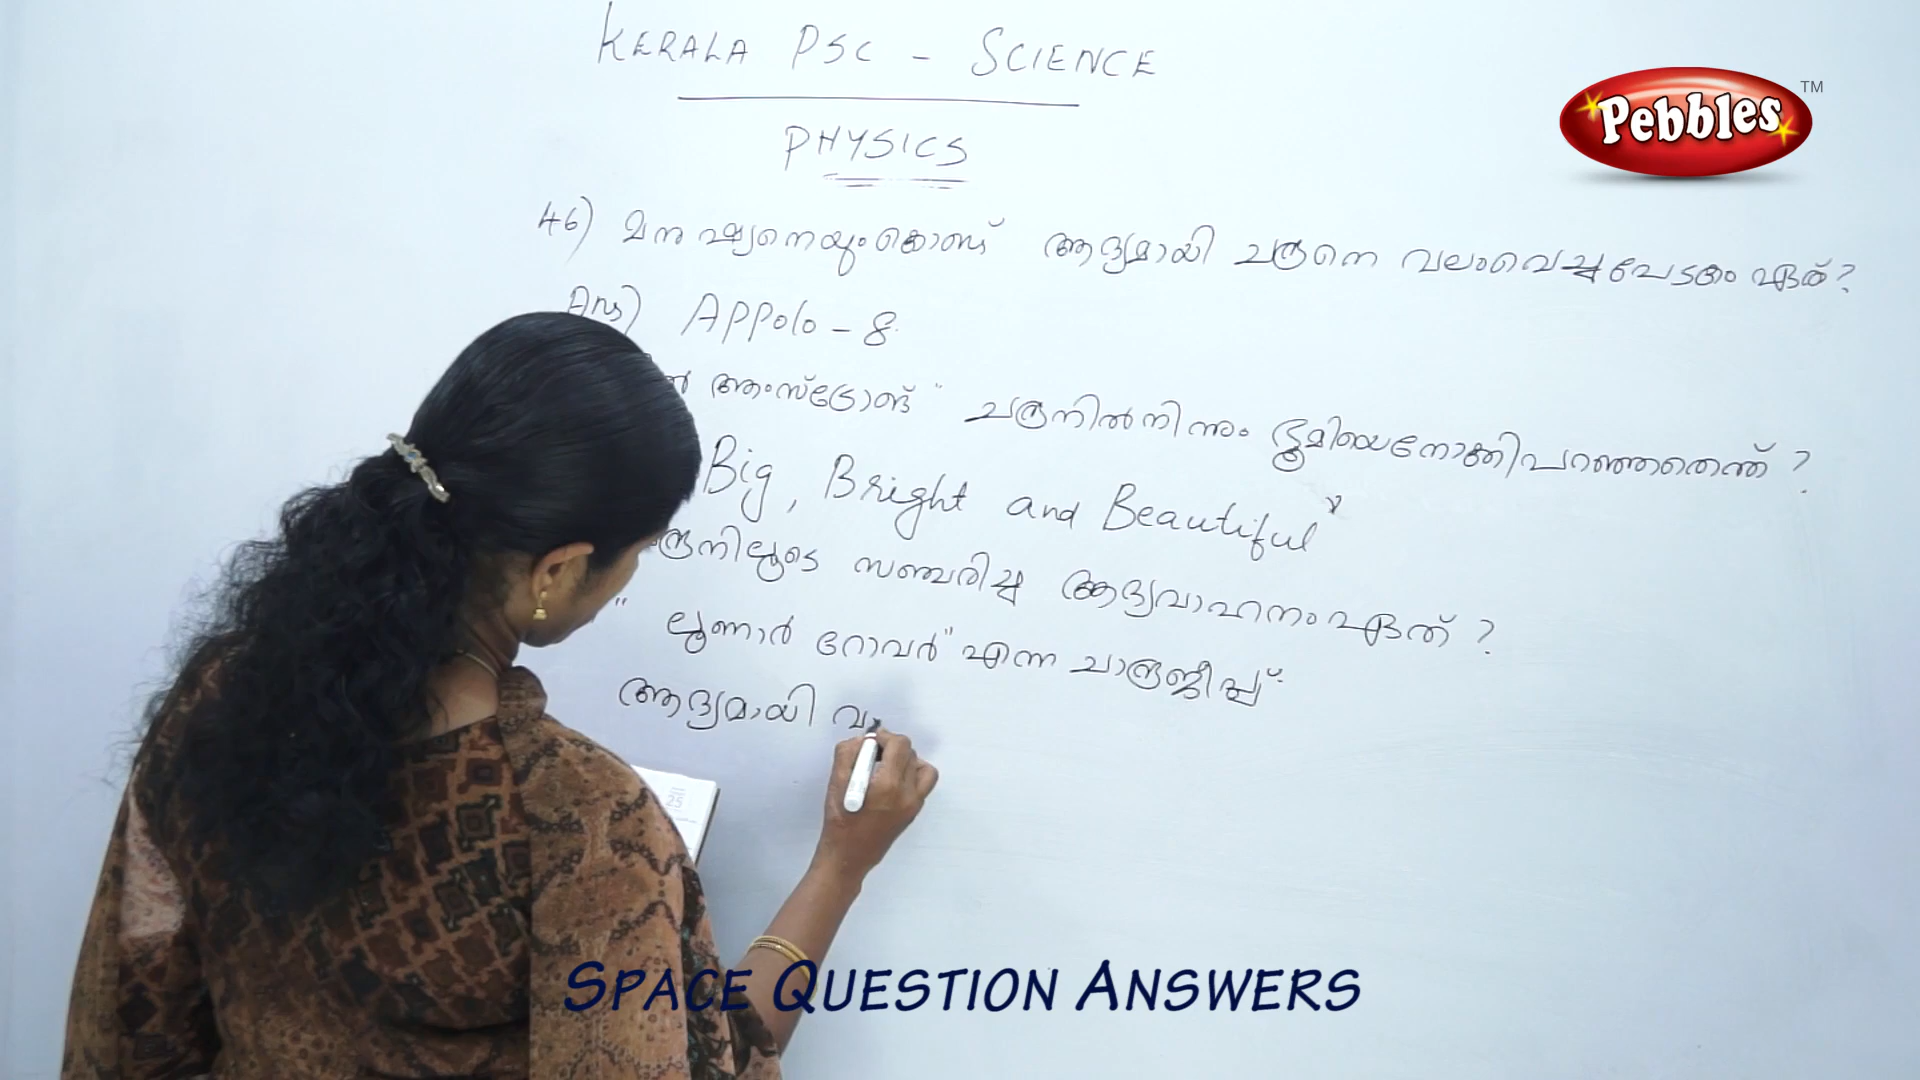 KERALA PSC - SCIENCE
TM
Pebbles
PHYSICS
46) മനുഷ്യനെയുംകൊണ്ട് ആദ്യമായി ചന്ദ്രനെ വലംവെച്ചപേടകം ഏത്?
Ans) Appolo - 8
ആംസ്ട്രോങ്" ചന്ദ്രനിൽനിന്നും ഭൂമിയെനോക്കിപറഞ്ഞതെന്ത് ?
Big, Bright and Beautiful"
സഞ്ചരിച്ച ആദ്യവാഹനംഏത് ?
" ലൂണാർ റോവർ" എന്ന ചാന്ദ്രജീപ്പ്
ആദ്യമായി
25
SPACE QUESTION ANSWERS